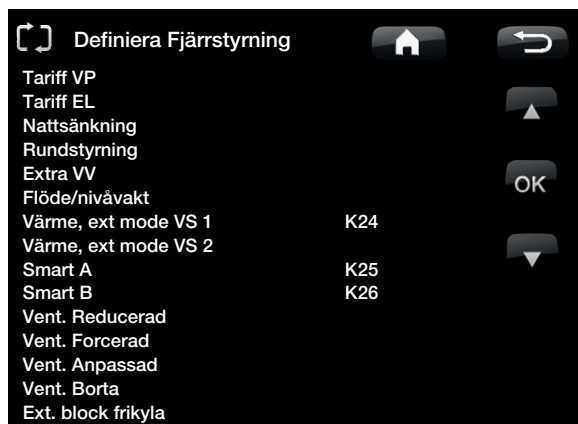 Definiera Fjärrstyrning
Tariff VP
Tariff EL
Nattsänkning
Rundstyrning
Extra VV
OK
Flöde/nivåvakt
Värme, ext mode VS 1 K24
Värme, ext mode VS 2
Smart A K25
Smart B K26
Vent. Reducerad
Vent. Forcerad
Vent. Anpassad
Vent. Borta
Ext. block frikyla